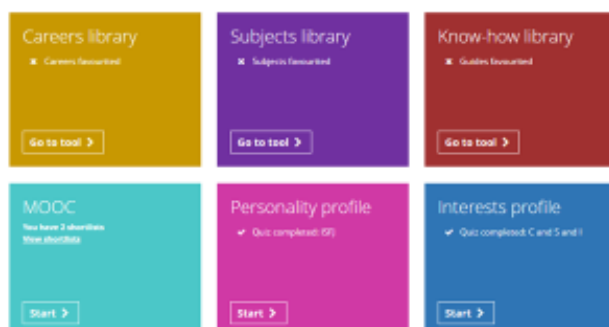 Careers library
Careers favourited
Go to tool
Subjects library
Subjects favourited
Go to tool
Know-how library
Guides favourited
Go to tool
MOOC
You have 2 shortlists
View shortlists
Start
Personality profile
Quiz completed: ISFJ
Start
Interests profile
Quiz completed: C and S and I
Start